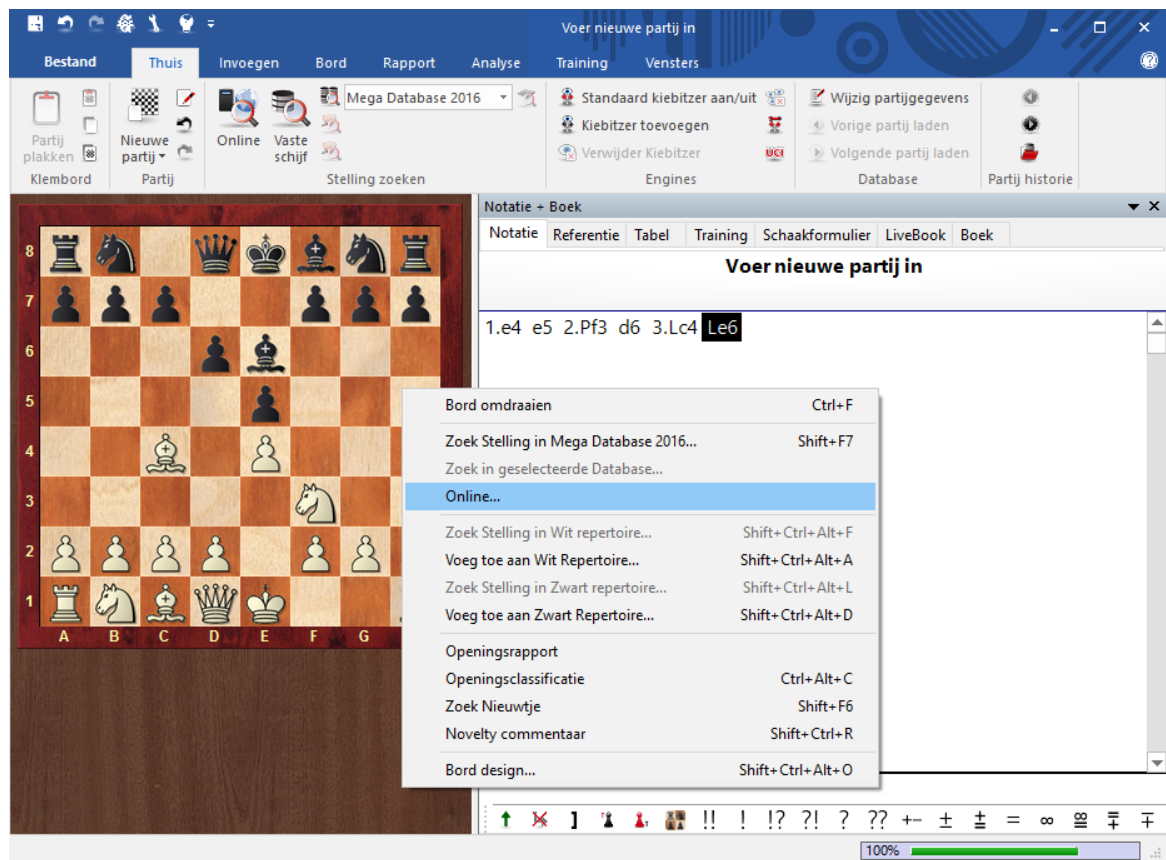 Voer nieuwe partij in
Bestand Thuis Invoegen Bord Rapport Analyse Training Vensters
Mega Database 2016 Standaard kiebitzer aan/uit Wijzig partijgegevens
Partij plakken Nieuwe partij Online Vaste schijf Kiebitzer toevoegen Vorige partij laden
Verwijder Kiebitzer UCI Volgende partij laden
Klembord Partij Stelling zoeken Engines Database Partij historie
Notatie + Boek
Notatie Referentie Tabel Training Schaakformulier LiveBook Boek
Voer nieuwe partij in
1.e4 e5 2.Pf3 d6 3.Lc4 Le6
8
7
6
5
4
3
2
1
A B C D E F G
Bord omdraaien Ctrl+F
Zoek Stelling in Mega Database 2016... Shift+F7
Zoek in geselecteerde Database...
Online...
Zoek Stelling in Wit repertoire... Shift+Ctrl+Alt+F
Voeg toe aan Wit Repertoire... Shift+Ctrl+Alt+A
Zoek Stelling in Zwart repertoire... Shift+Ctrl+Alt+L
Voeg toe aan Zwart Repertoire... Shift+Ctrl+Alt+D
Openingsrapport
Openingsclassificatie Ctrl+Alt+C
Zoek Nieuwtje Shift+F6
Novelty commentaar Shift+Ctrl+R
Bord design... Shift+Ctrl+Alt+O
] !! ! !? ?! ? ?? +− ± ⩲ = ∞ ⯹ ⩱ ∓
100%